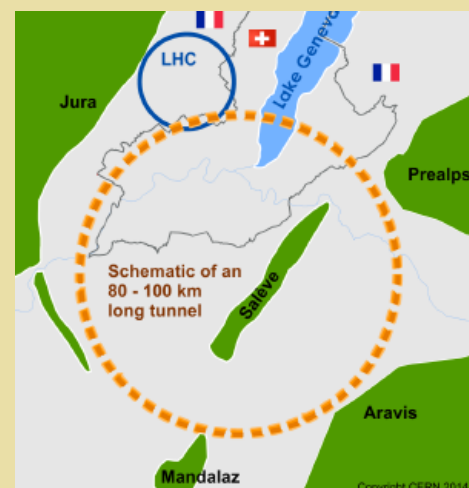 LHC
Jura
Lake Geneva
Prealps
Schematic of an
80 - 100 km
long tunnel
Salève
Aravis
Mandalaz
Copyright CERN 2014